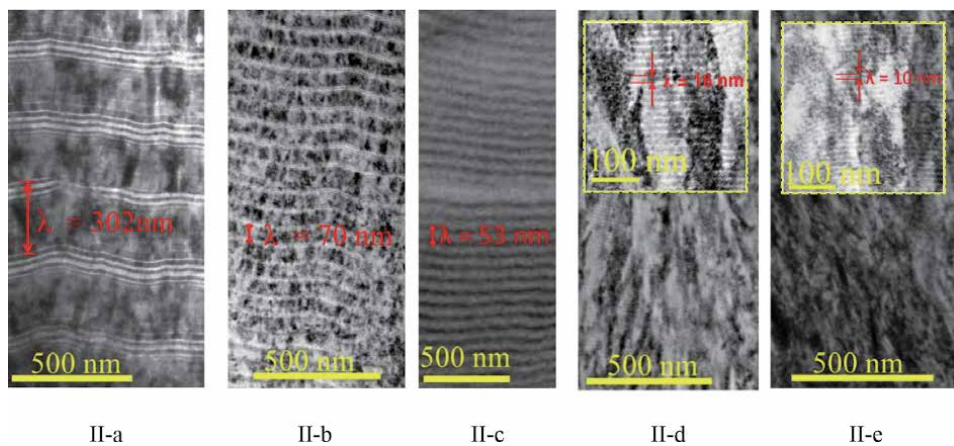 λ = 302nm
500 nm
λ = 70 nm
500 nm
λ = 53 nm
500 nm
λ = 16 nm
100 nm
500 nm
λ = 10 nm
100 nm
500 nm
II-a
II-b
II-c
II-d
II-e